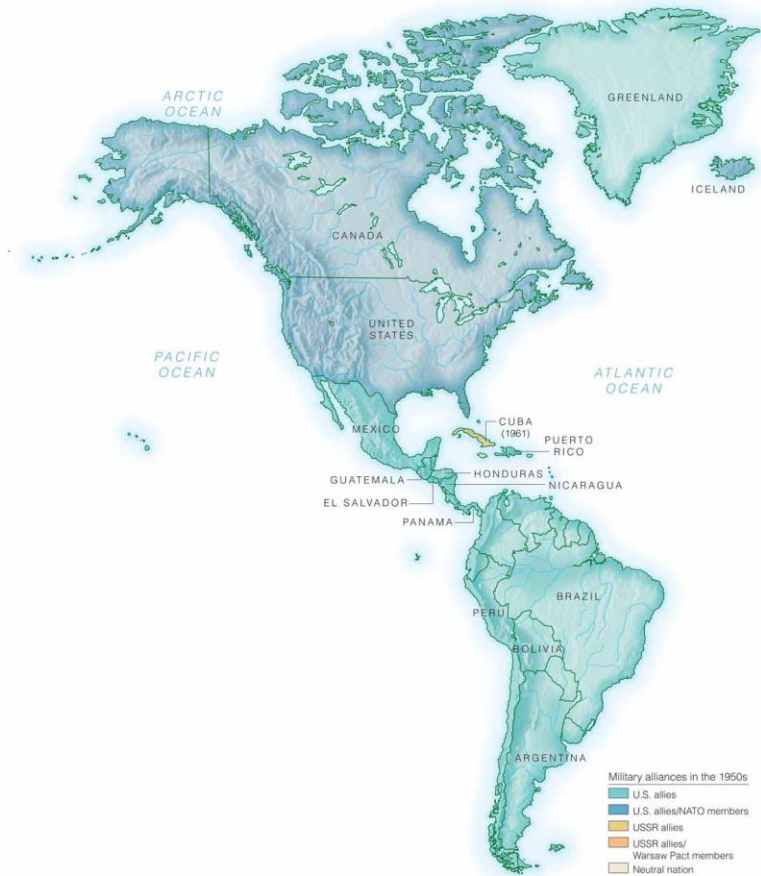 ARCTIC
OCEAN
GREENLAND
ICELAND
CANADA
UNITED
STATES
PACIFIC
OCEAN
ATLANTIC
OCEAN
MEXICO
CUBA
(1961)
PUERTO
RICO
GUATEMALA
HONDURAS
EL SALVADOR
NICARAGUA
PANAMA
BRAZIL
PERU
BOLIVIA
ARGENTINA
Military alliances in the 1950s
U.S. allies
U.S. allies/NATO members
USSR allies
USSR allies/
Warsaw Pact members
Neutral nation